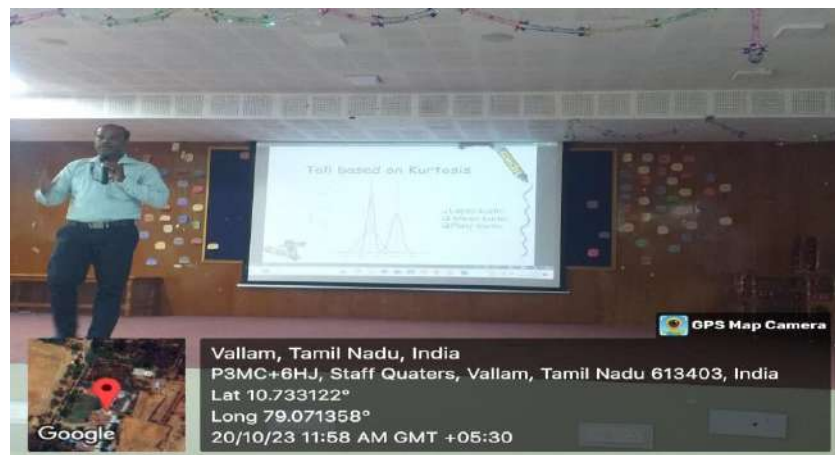 Tail based on Kurtosis
GPS Map Camera
Vallam, Tamil Nadu, India
P3MC+6HJ, Staff Quaters, Vallam, Tamil Nadu 613403, India
Lat 10.733122°
Long 79.071358°
20/10/23 11:58 AM GMT +05:30
Google